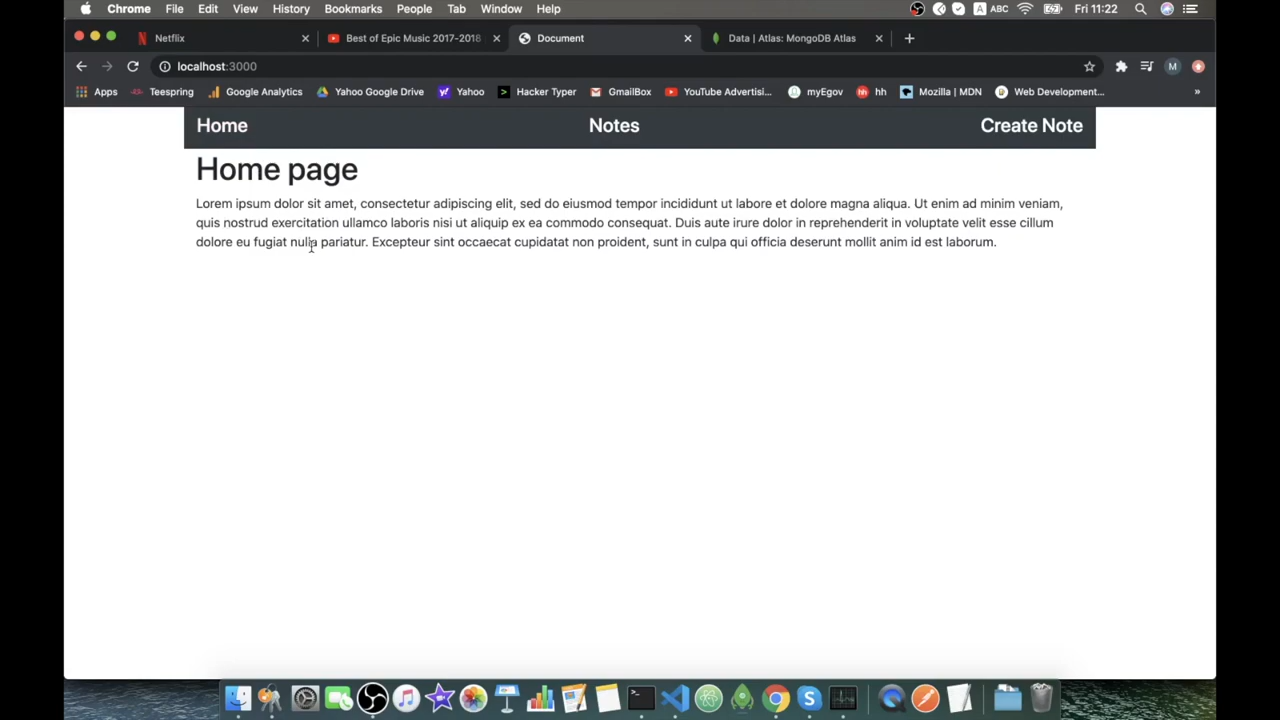 Chrome File Edit View History Bookmarks People Tab Window Help ABC Fri 11:22
Netflix Best of Epic Music 2017-2018 Document Data | Atlas: MongoDB Atlas
localhost:3000 M
Apps Teespring Google Analytics Yahoo Google Drive Yahoo Hacker Typer GmailBox YouTube Advertisi... myEgov hh Mozilla | MDN Web Development... »
Home Notes Create Note
Home page
Lorem ipsum dolor sit amet, consectetur adipiscing elit, sed do eiusmod tempor incididunt ut labore et dolore magna aliqua. Ut enim ad minim veniam,
quis nostrud exercitation ullamco laboris nisi ut aliquip ex ea commodo consequat. Duis aute irure dolor in reprehenderit in voluptate velit esse cillum
dolore eu fugiat nulla pariatur. Excepteur sint occaecat cupidatat non proident, sunt in culpa qui officia deserunt mollit anim id est laborum.